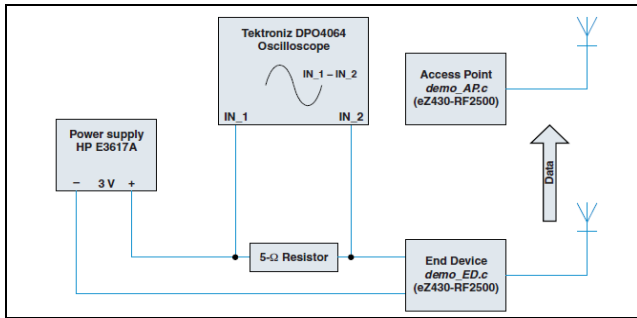 Tektroniz DPO4064
Oscilloscope
IN_1 – IN_2
IN_1
IN_2
Access Point
demo_AP.c
(eZ430-RF2500)
Power supply
HP E3617A
– 3 V +
Data
5-Ω Resistor
End Device
demo_ED.c
(eZ430-RF2500)